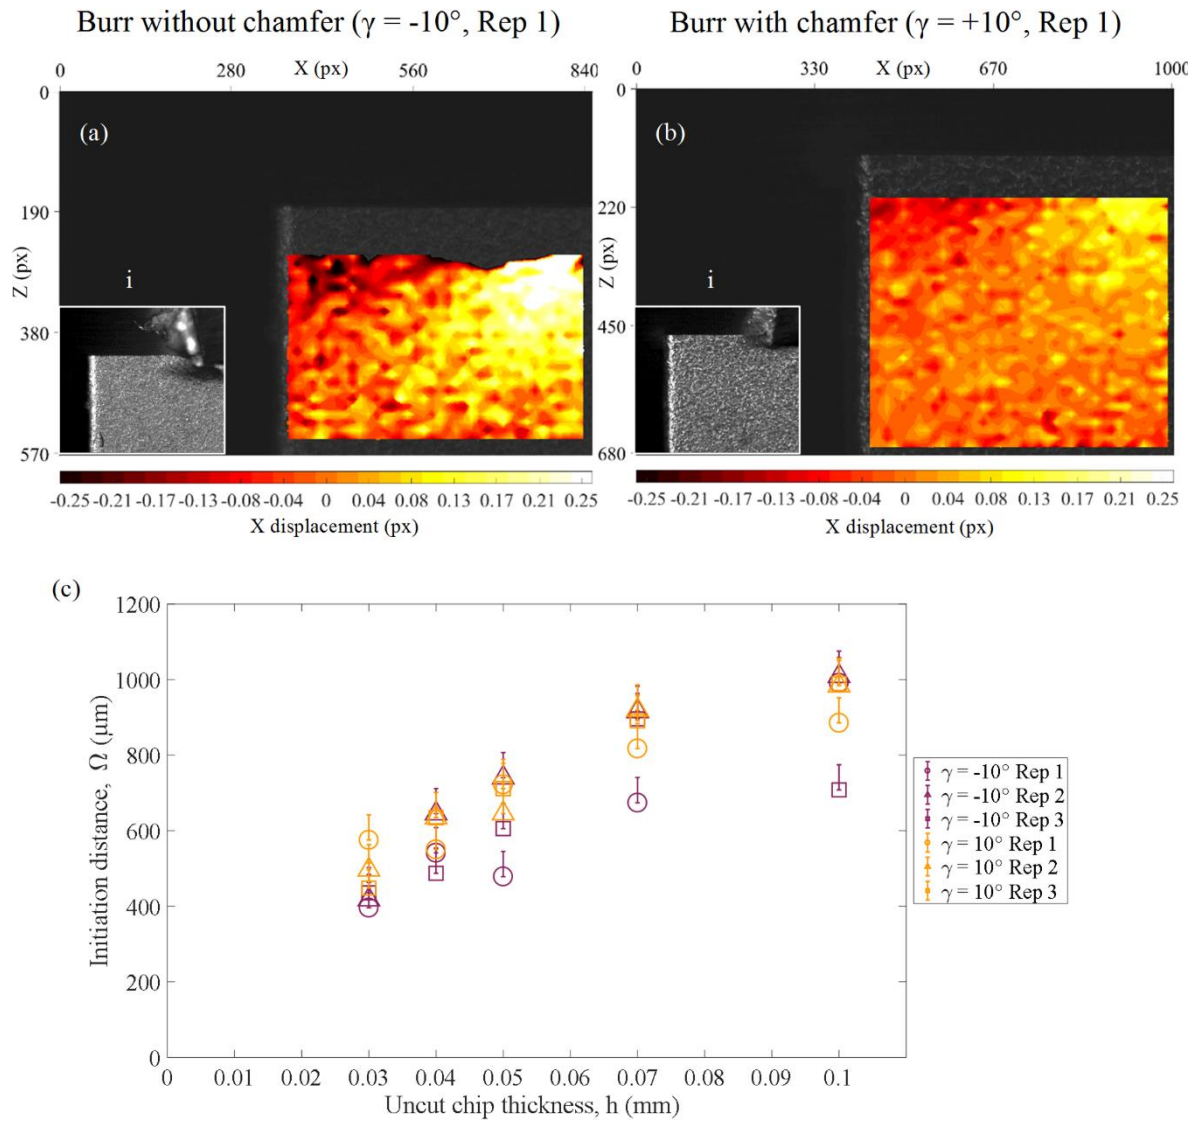 Burr without chamfer (γ = -10°, Rep 1)
Burr with chamfer (γ = +10°, Rep 1)
0 280 X (px) 560 840
0 330 X (px) 670 1000
0
190
380
570
Z (px)
(a)
i
0
220
450
680
(b)
i
-0.25 -0.21 -0.17 -0.13 -0.08 -0.04 0 0.04 0.08 0.13 0.17 0.21 0.25
X displacement (px)
-0.25 -0.21 -0.17 -0.13 -0.08 -0.04 0 0.04 0.08 0.13 0.17 0.21 0.25
X displacement (px)
(c)
1200
1000
800
600
400
200
0
Initiation distance, Ω (µm)
0 0.01 0.02 0.03 0.04 0.05 0.06 0.07 0.08 0.09 0.1
Uncut chip thickness, h (mm)
γ = -10° Rep 1
γ = -10° Rep 2
γ = -10° Rep 3
γ = 10° Rep 1
γ = 10° Rep 2
γ = 10° Rep 3